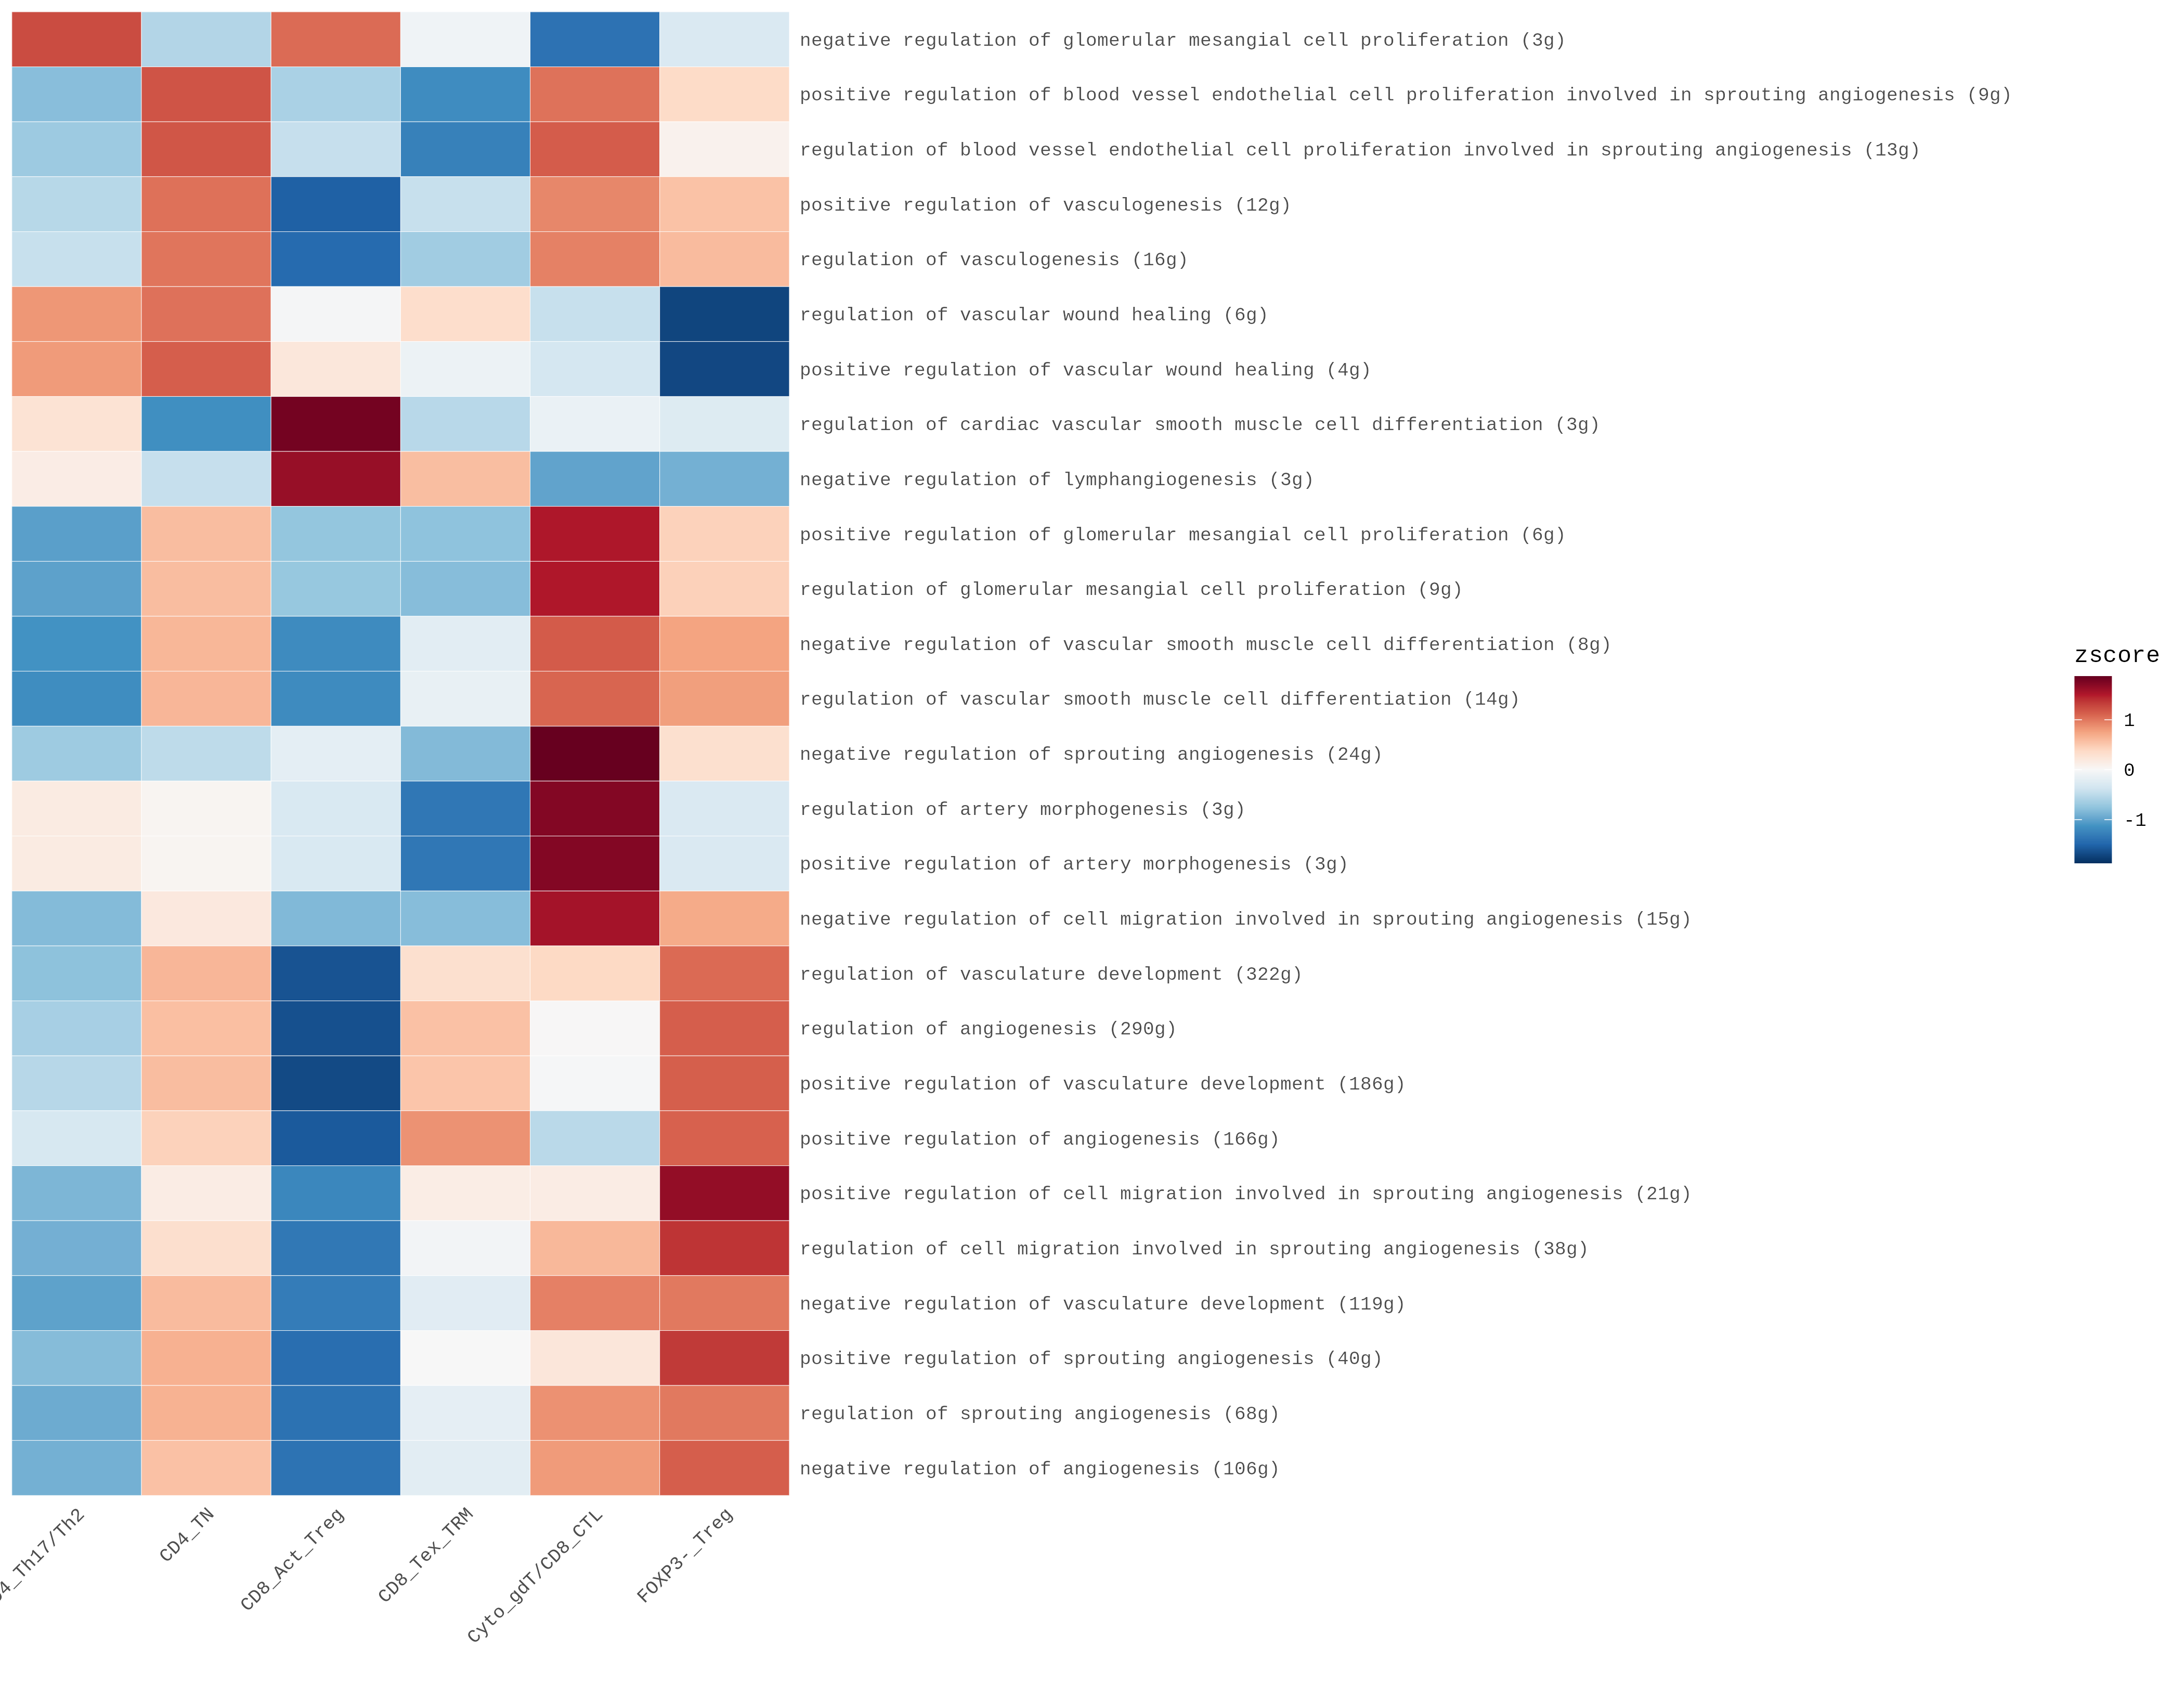 negative regulation of glomerular mesangial cell proliferation (3g)
positive regulation of blood vessel endothelial cell proliferation involved in sprouting angiogenesis (9g)
regulation of blood vessel endothelial cell proliferation involved in sprouting angiogenesis (13g)
positive regulation of vasculogenesis (12g)
regulation of vasculogenesis (16g)
regulation of vascular wound healing (6g)
positive regulation of vascular wound healing (4g)
regulation of cardiac vascular smooth muscle cell differentiation (3g)
negative regulation of lymphangiogenesis (3g)
positive regulation of glomerular mesangial cell proliferation (6g)
regulation of glomerular mesangial cell proliferation (9g)
negative regulation of vascular smooth muscle cell differentiation (8g)
regulation of vascular smooth muscle cell differentiation (14g)
negative regulation of sprouting angiogenesis (24g)
regulation of artery morphogenesis (3g)
positive regulation of artery morphogenesis (3g)
negative regulation of cell migration involved in sprouting angiogenesis (15g)
regulation of vasculature development (322g)
regulation of angiogenesis (290g)
positive regulation of vasculature development (186g)
positive regulation of angiogenesis (166g)
positive regulation of cell migration involved in sprouting angiogenesis (21g)
regulation of cell migration involved in sprouting angiogenesis (38g)
negative regulation of vasculature development (119g)
positive regulation of sprouting angiogenesis (40g)
regulation of sprouting angiogenesis (68g)
negative regulation of angiogenesis (106g)
4_Th17/Th2
CD4_TN
CD8_Act_Treg
CD8_Tex_TRM
Cyto_gdT/CD8_CTL
FOXP3-_Treg
zscore
1
0
-1